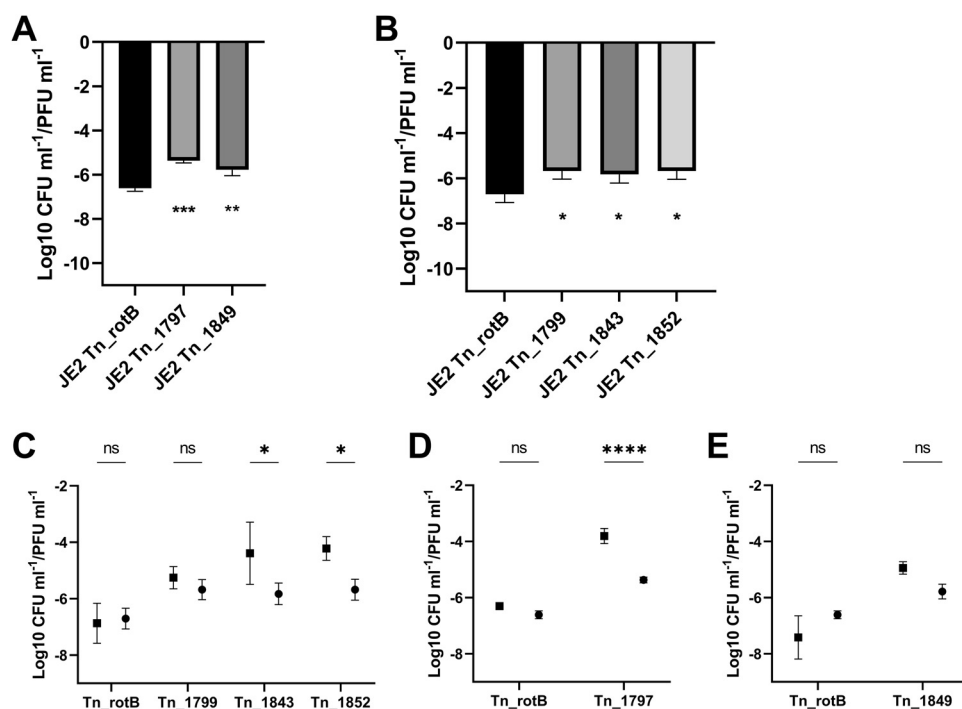 A
Log10 CFU ml-1/PFU ml-1
0
-2
-4
-6
-8
-10
***
**
JE2 Tn_rotB
JE2 Tn_1797
JE2 Tn_1849
B
Log10 CFU ml-1/PFU ml-1
0
-2
-4
-6
-8
-10
*
*
*
JE2 Tn_rotB
JE2 Tn_1799
JE2 Tn_1843
JE2 Tn_1852
C
ns
ns
*
*
Log10 CFU ml-1/PFU ml-1
-2
-4
-6
-8
Tn_rotB
Tn_1799
Tn_1843
Tn_1852
D
ns
****
Log10 CFU ml-1/PFU ml-1
-2
-4
-6
-8
Tn_rotB
Tn_1797
E
ns
ns
Log10 CFU ml-1/PFU ml-1
-2
-4
-6
-8
Tn_rotB
Tn_1849